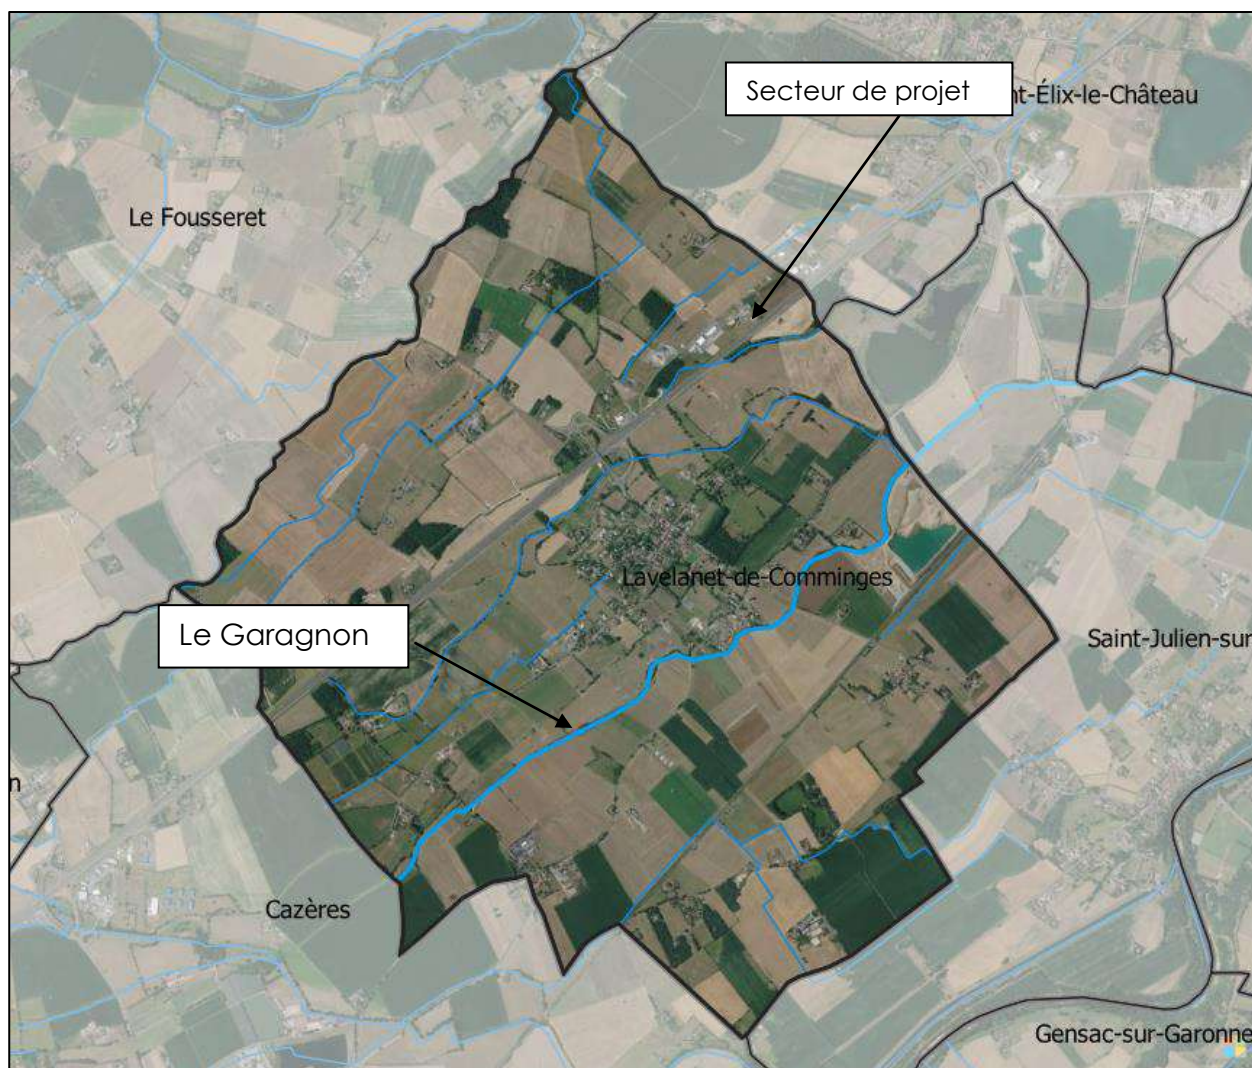 Secteur de projet
nt-Élix-le-Château
Le Fousseret
Lavelanet-de-Comminges
Le Garagnon
Saint-Julien-sur
n
Cazères
Gensac-sur-Garonne